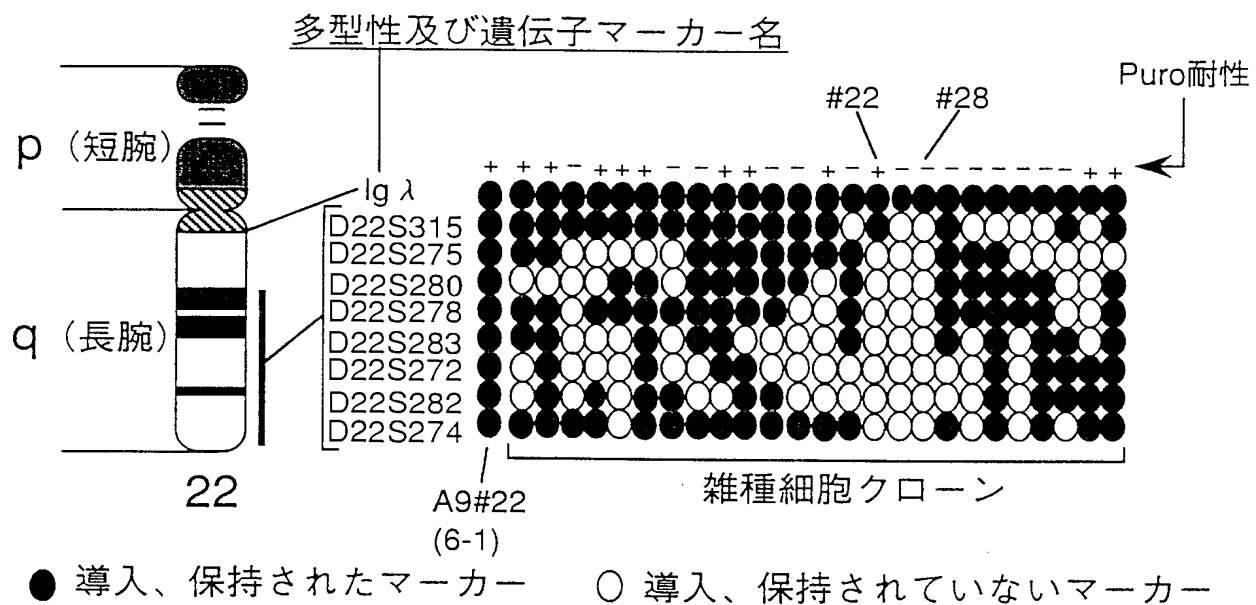 多型性及び遺伝子マーカー名
Puro耐性
#22
#28
+ + + - + + + - - + + - - + - + - - - - - - - - + +
p (短腕)
Ig λ
D22S315
D22S275
D22S280
D22S278
q (長腕)
D22S283
D22S272
D22S282
D22S274
22
A9#22
(6-1)
雑種細胞クローン
導入、保持されたマーカー
導入、保持されていないマーカー